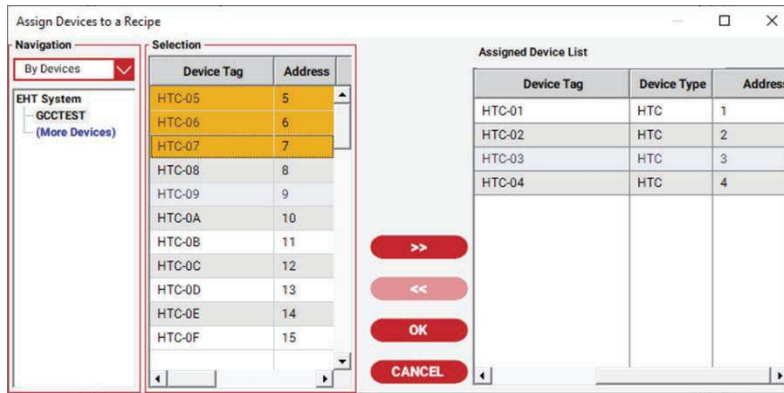 Assign Devices to a Recipe
Navigation
By Devices
EHT System
GCCTEST
(More Devices)
Selection
Device Tag Address
HTC-05 5
HTC-06 6
HTC-07 7
HTC-08 8
HTC-09 9
HTC-0A 10
HTC-0B 11
HTC-0C 12
HTC-0D 13
HTC-0E 14
HTC-0F 15
>>
<<
OK
CANCEL
Assigned Device List
Device Tag Device Type Address
HTC-01 HTC 1
HTC-02 HTC 2
HTC-03 HTC 3
HTC-04 HTC 4